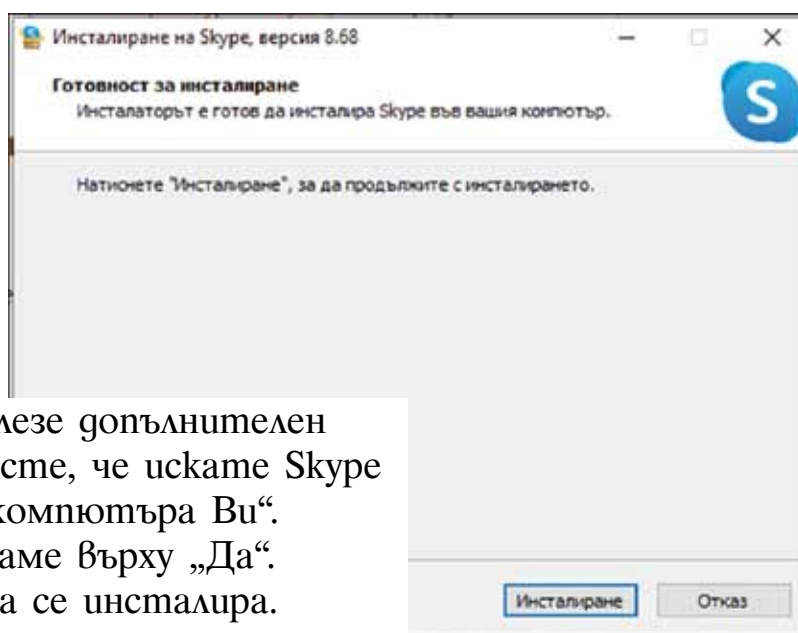 Инсталиране на Skype, версия 8.68
Готовност за инсталиране
Инсталаторът е готов да инсталира Skype във вашия компютър.
S
Натиснете "Инсталиране", за да продължите с инсталирането.
лезе допълнителен
сте, че искате Skype
компютъра Ви“.
аме върху „Да“.
а се инсталира.
Инсталиране Отказ